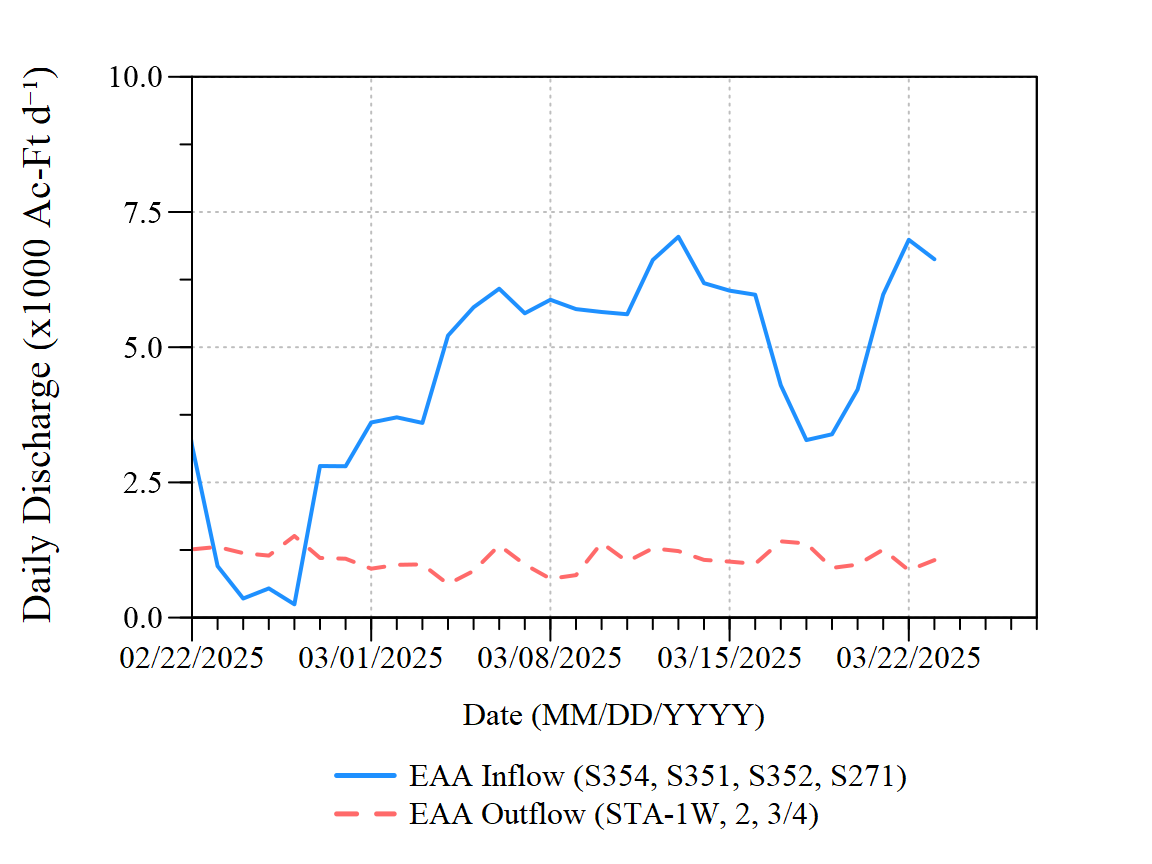 Daily Discharge (x1000 Ac-Ft d⁻¹)
10.0
7.5
5.0
2.5
0.0
02/22/2025 03/01/2025 03/08/2025 03/15/2025 03/22/2025
Date (MM/DD/YYYY)
EAA Inflow (S354, S351, S352, S271)
EAA Outflow (STA-1W, 2, 3/4)